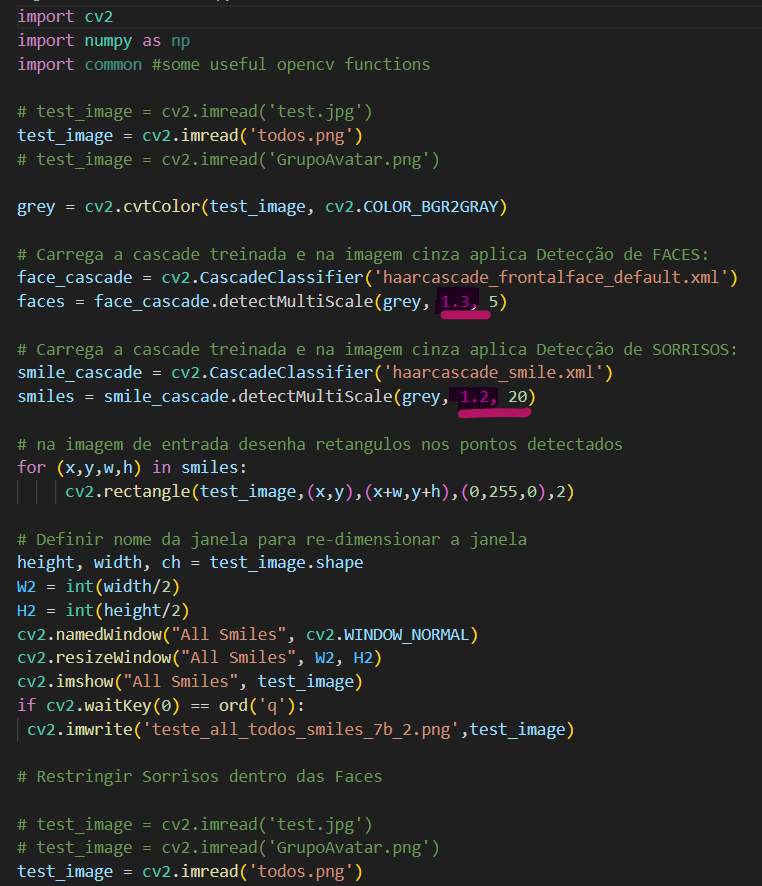 import cv2
import numpy as np
import common #some useful opencv functions
# test_image = cv2.imread('test.jpg')
test_image = cv2.imread('todos.png')
# test_image = cv2.imread('GrupoAvatar.png')
grey = cv2.cvtColor(test_image, cv2.COLOR_BGR2GRAY)
# Carrega a cascade treinada e na imagem cinza aplica Detecção de FACES:
face_cascade = cv2.CascadeClassifier('haarcascade_frontalface_default.xml')
faces = face_cascade.detectMultiScale(grey, 1.3, 5)
# Carrega a cascade treinada e na imagem cinza aplica Detecção de SORRISOS:
smile_cascade = cv2.CascadeClassifier('haarcascade_smile.xml')
smiles = smile_cascade.detectMultiScale(grey, 1.2, 20)
# na imagem de entrada desenha retangulos nos pontos detectados
for (x,y,w,h) in smiles:
cv2.rectangle(test_image,(x,y),(x+w,y+h),(0,255,0),2)
# Definir nome da janela para re-dimensionar a janela
height, width, ch = test_image.shape
W2 = int(width/2)
H2 = int(height/2)
cv2.namedWindow("All Smiles", cv2.WINDOW_NORMAL)
cv2.resizeWindow("All Smiles", W2, H2)
cv2.imshow("All Smiles", test_image)
if cv2.waitKey(0) == ord('q'):
cv2.imwrite('teste_all_todos_smiles_7b_2.png',test_image)
# Restringir Sorrisos dentro das Faces
# test_image = cv2.imread('test.jpg')
# test_image = cv2.imread('GrupoAvatar.png')
test_image = cv2.imread('todos.png')